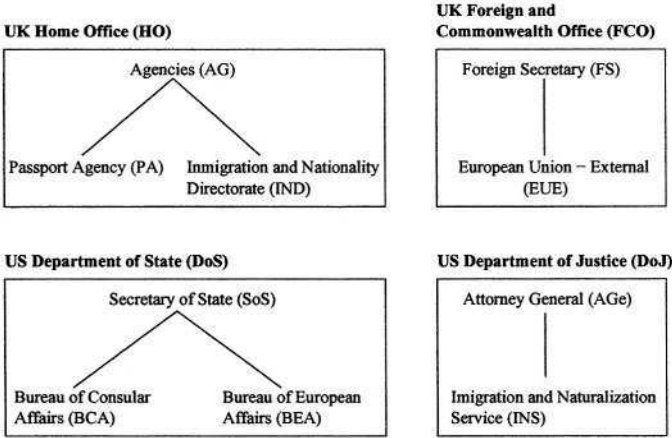 UK Home Office (HO)
Agencies (AG)
Passport Agency (PA)
Inmigration and Nationality
Directorate (IND)
UK Foreign and
Commonwealth Office (FCO)
Foreign Secretary (FS)
European Union – External
(EUE)
US Department of State (DoS)
Secretary of State (SoS)
Bureau of Consular
Affairs (BCA)
Bureau of European
Affairs (BEA)
US Department of Justice (DoJ)
Attorney General (AGe)
Imigration and Naturalization
Service (INS)